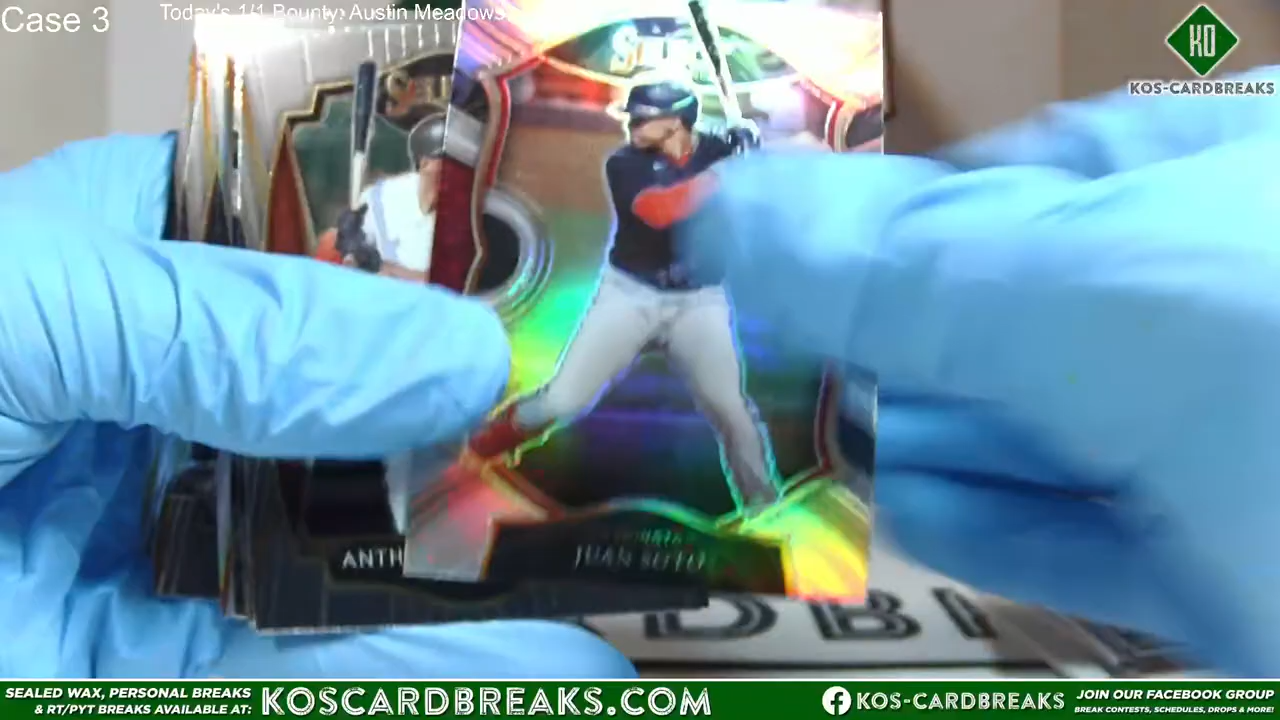 Case 3
Today's 1/1 Bounty: Austin Meadows
KO
KOS-CARDBREAKS
JUAN SOTO
ANTH
DBR
SEALED WAX, PERSONAL BREAKS
& RT/PYT BREAKS AVAILABLE AT:
KOSCARDBREAKS.COM
KOS-CARDBREAKS
JOIN OUR FACEBOOK GROUP
BREAK CONTESTS, SCHEDULES, DROPS & MORE!